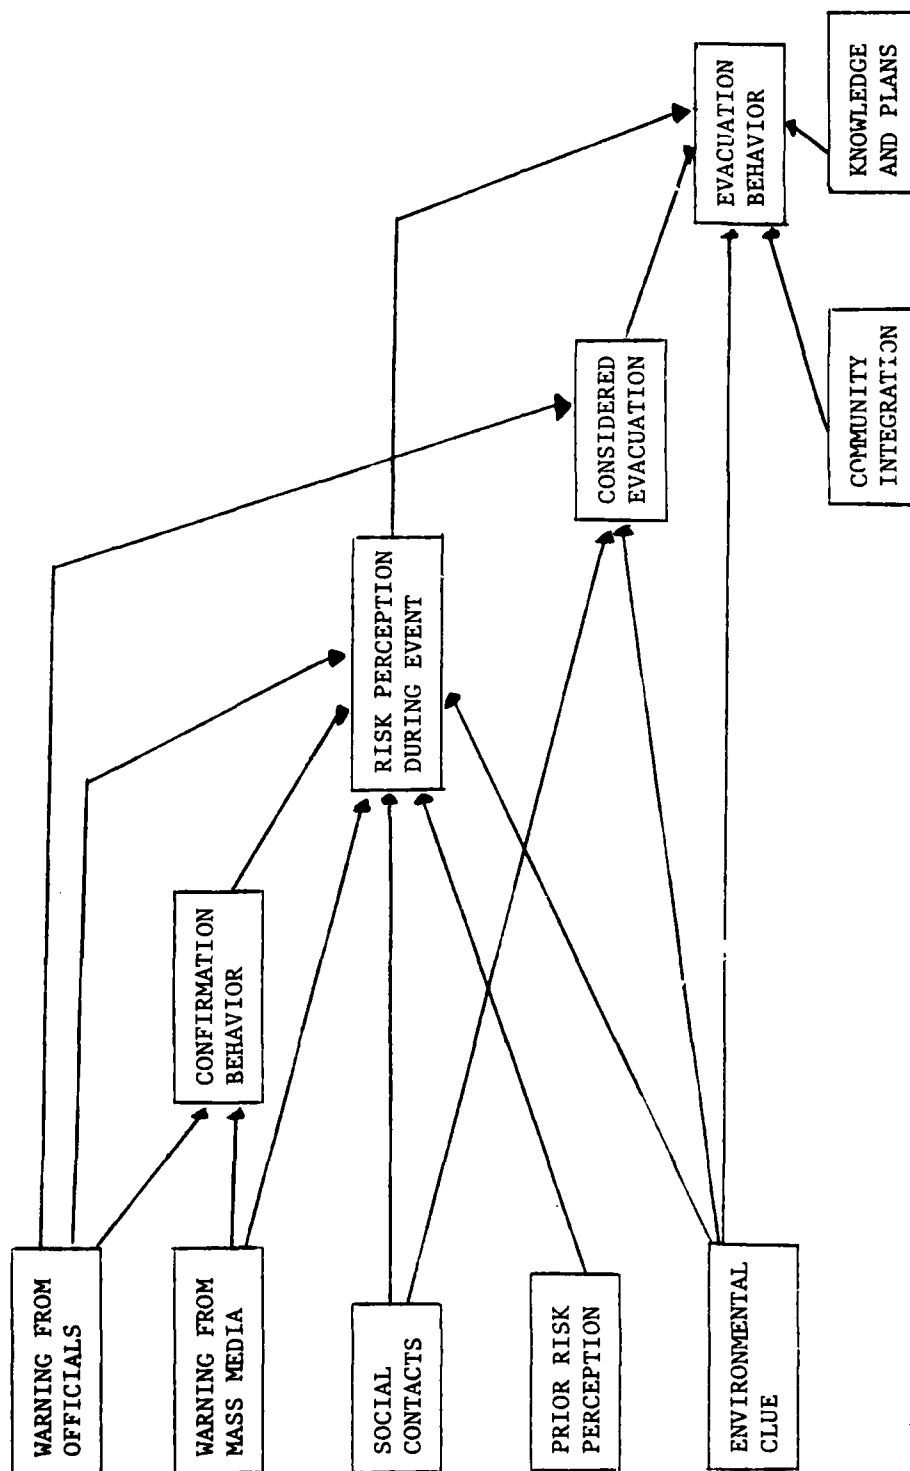 WARNING FROM
OFFICIALS
WARNING FROM
MASS MEDIA
SOCIAL
CONTACTS
PRIOR RISK
PERCEPTION
ENVIRONMENTAL
CLUE
CONFIRMATION
BEHAVIOR
RISK PERCEPTION
DURING EVENT
CONSIDERED
EVACUATION
EVACUATION
BEHAVIOR
COMMUNITY
INTEGRATION
KNOWLEDGE
AND PLANS